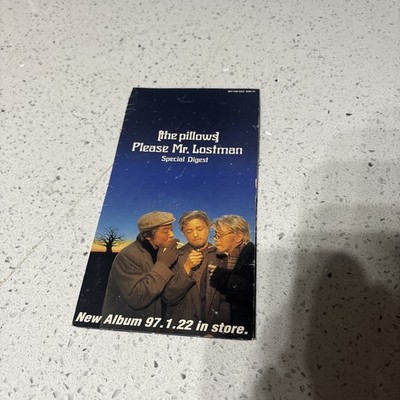 [the pillows]
Please Mr. Lostman
Special Digest
New Album 97.1.22 in store.